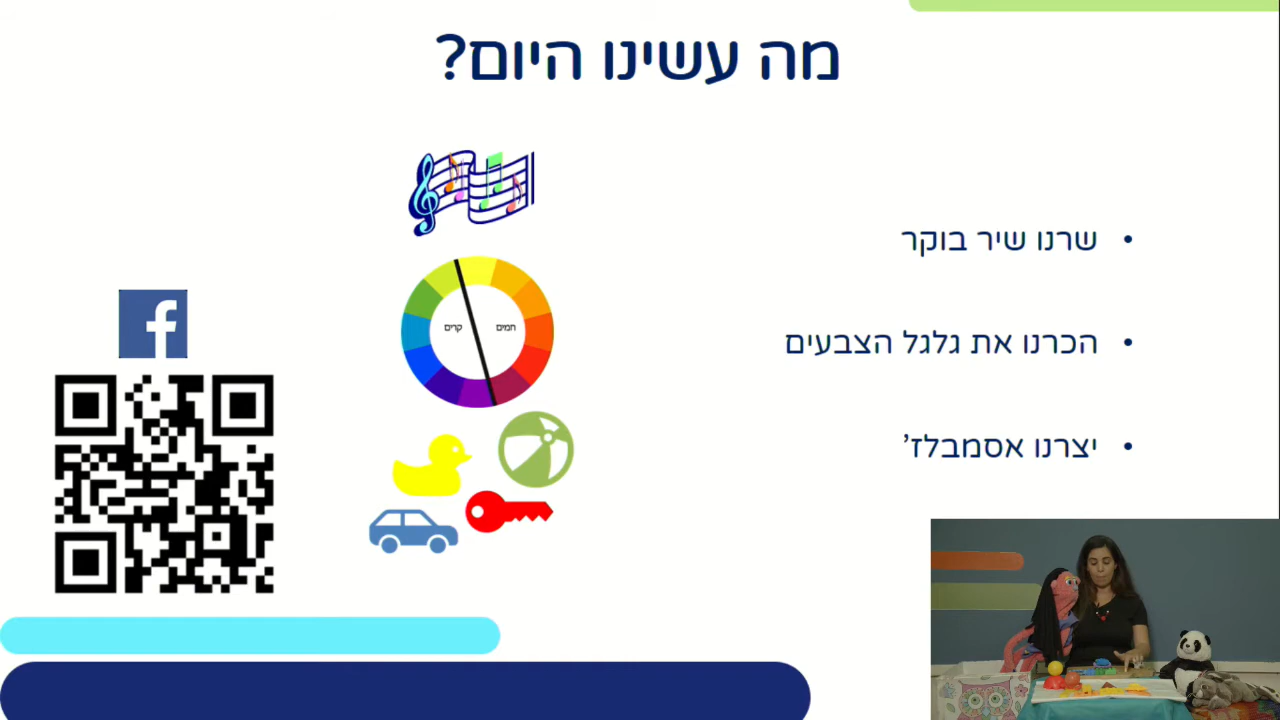 מה עשינו היום?
• שרנו שיר בוקר
• הכרנו את גלגל הצבעים
חמים
קרים
• יצרנו אסמבלז'
f